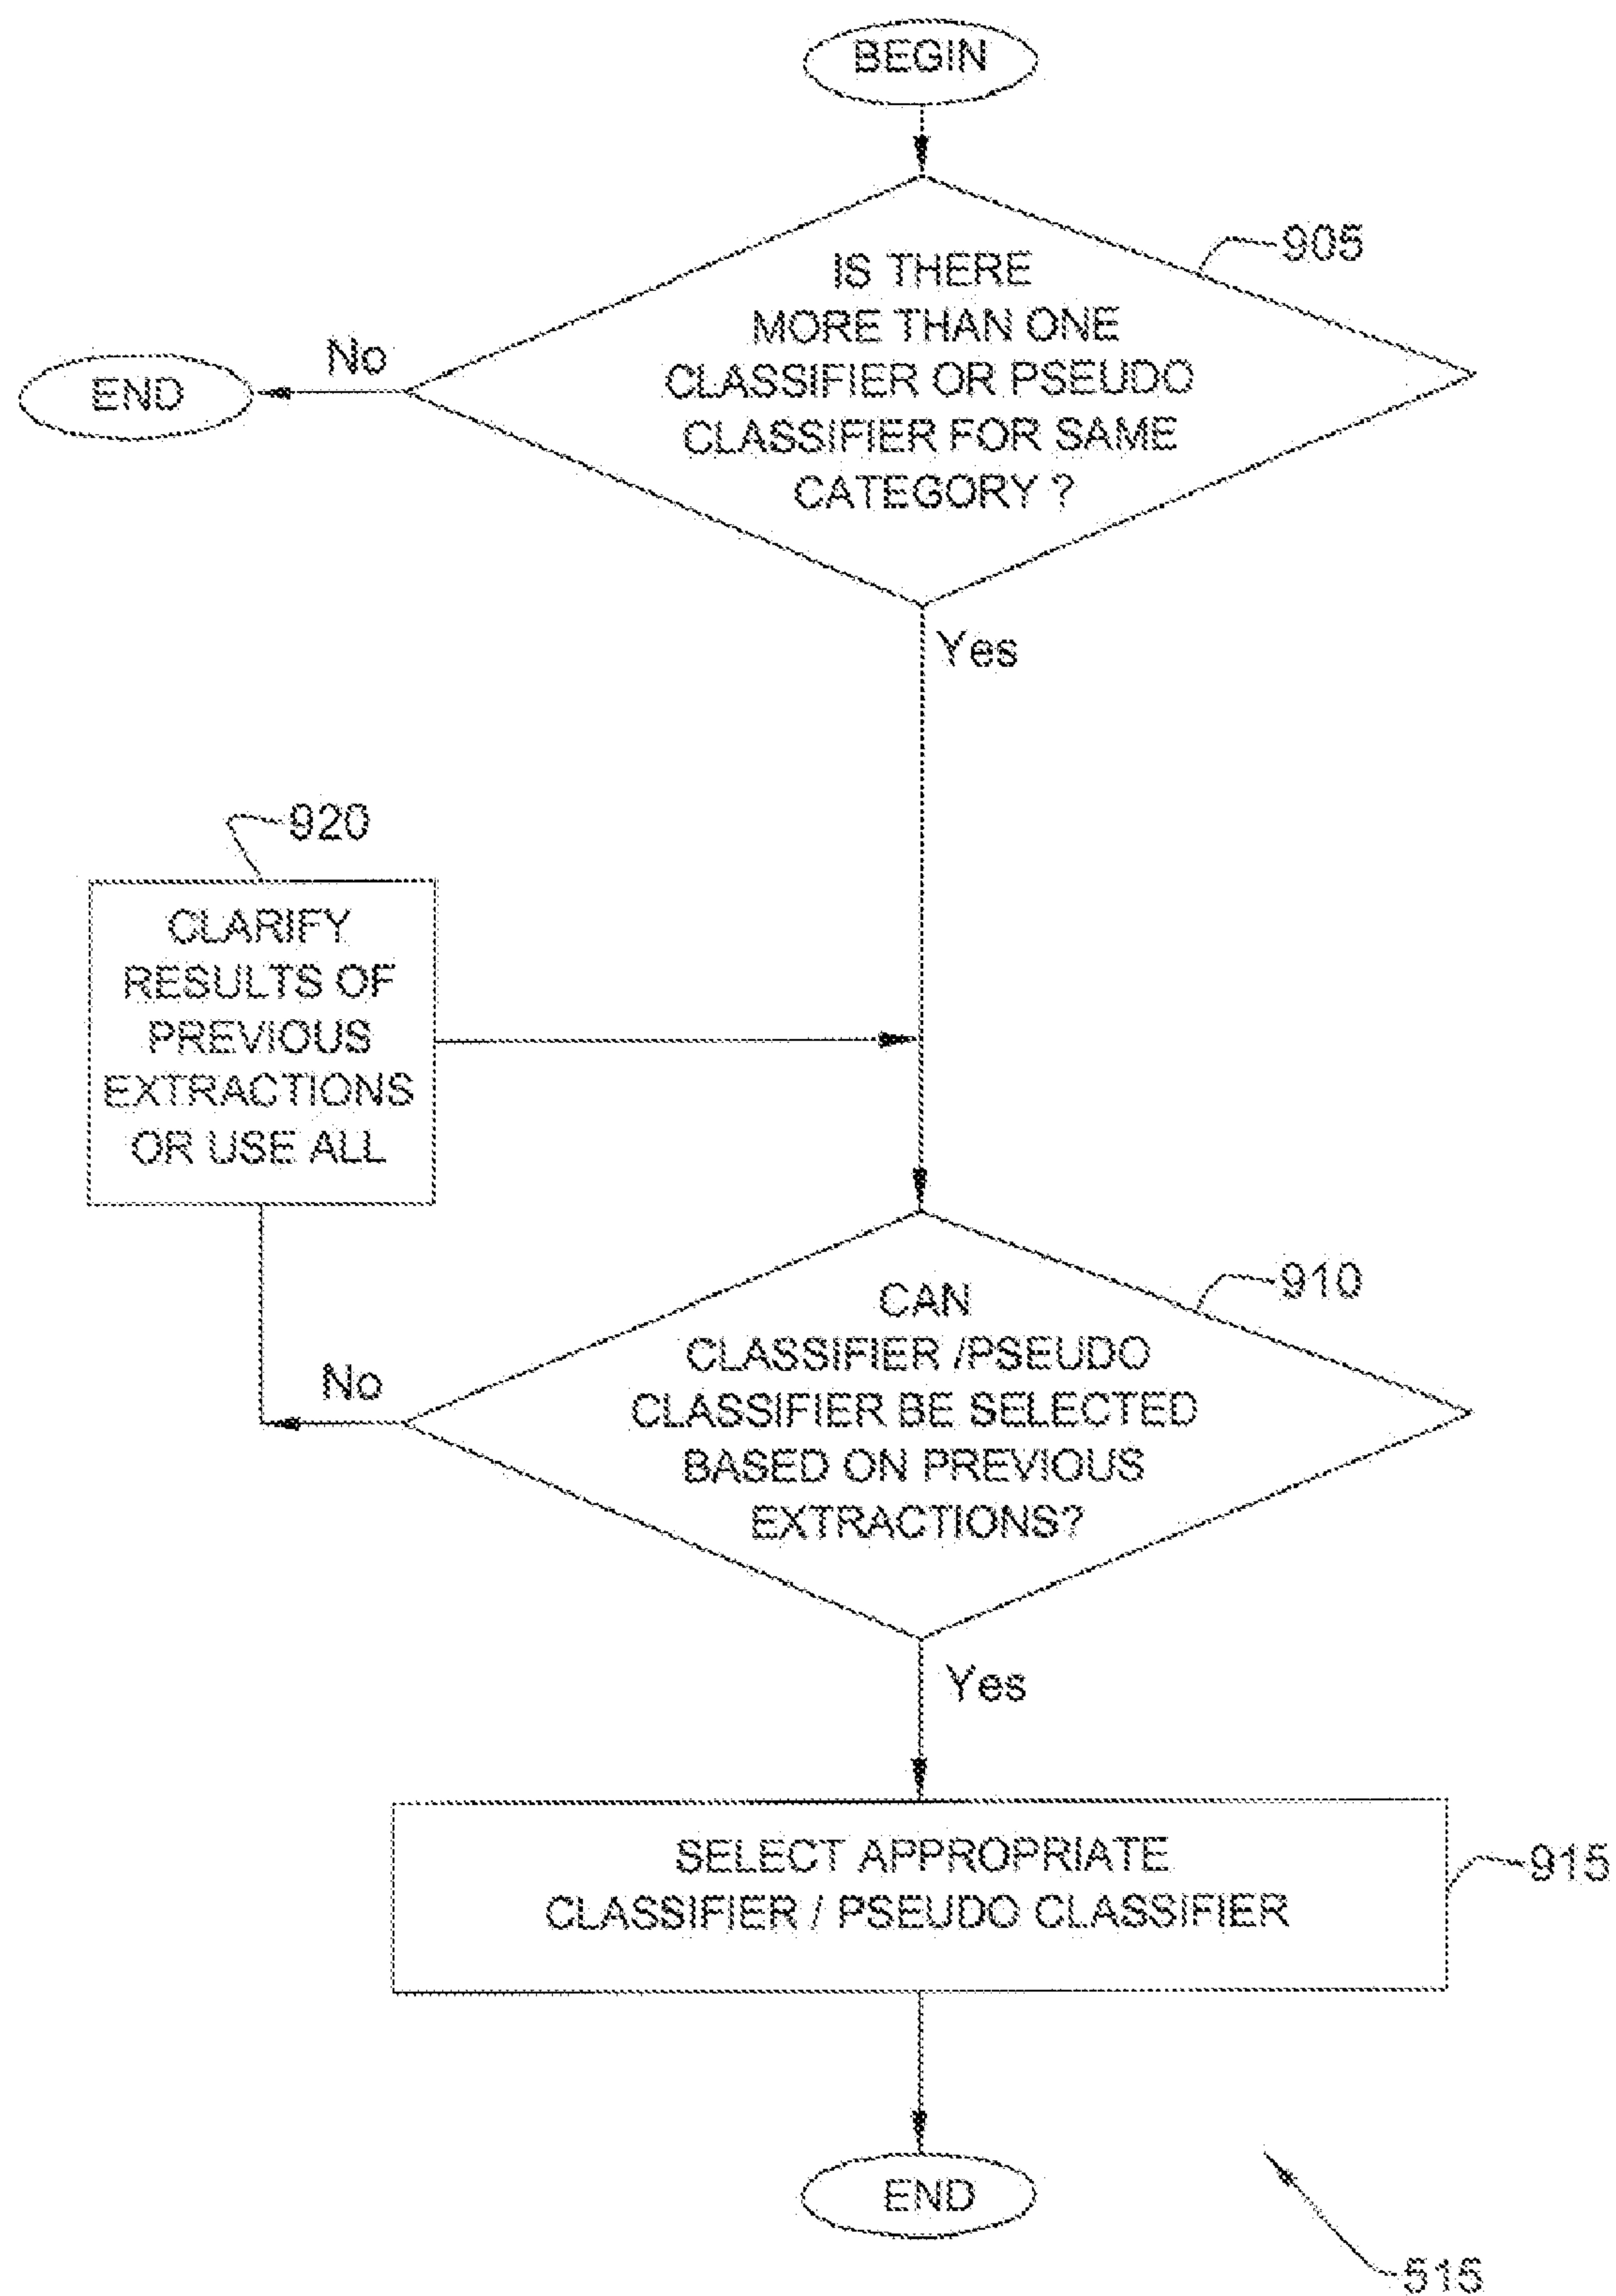 BEGIN
905
IS THERE
MORE THAN ONE
CLASSIFIER OR PSEUDO
CLASSIFIER FOR SAME
CATEGORY ?
No
END
Yes
920
CLARIFY
RESULTS OF
PREVIOUS
EXTRACTIONS
OR USE ALL
910
CAN
CLASSIFIER /PSEUDO
CLASSIFIER BE SELECTED
BASED ON PREVIOUS
EXTRACTIONS?
No
Yes
SELECT APPROPRIATE
CLASSIFIER / PSEUDO CLASSIFIER
915
END
515